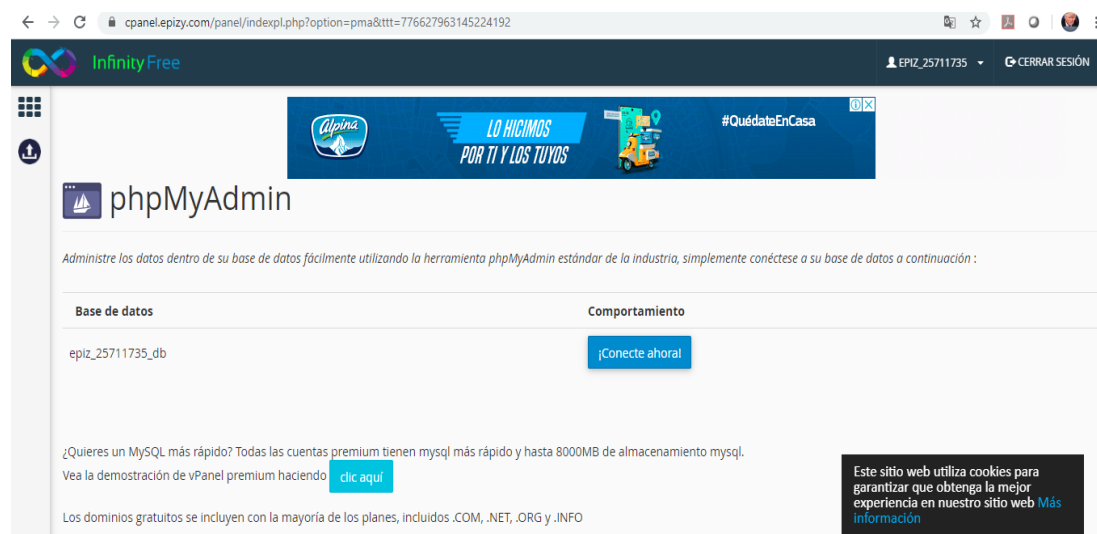 cpanel.epizy.com/panel/indexpl.php?option=pma&ttt=776627963145224192
InfinityFree
EPIZ_25711735
CERRAR SESIÓN
Alpina
LO HICIMOS
POR TI Y LOS TUYOS
#QuédateEnCasa
phpMyAdmin
Administre los datos dentro de su base de datos fácilmente utilizando la herramienta phpMyAdmin estándar de la industria, simplemente conéctese a su base de datos a continuación :
Base de datos Comportamiento
epiz_25711735_db ¡Conecte ahora!
¿Quieres un MySQL más rápido? Todas las cuentas premium tienen mysql más rápido y hasta 8000MB de almacenamiento mysql.
Vea la demostración de vPanel premium haciendo clic aquí
Los dominios gratuitos se incluyen con la mayoría de los planes, incluidos .COM, .NET, .ORG y .INFO
Este sitio web utiliza cookies para
garantizar que obtenga la mejor
experiencia en nuestro sitio web Más
información